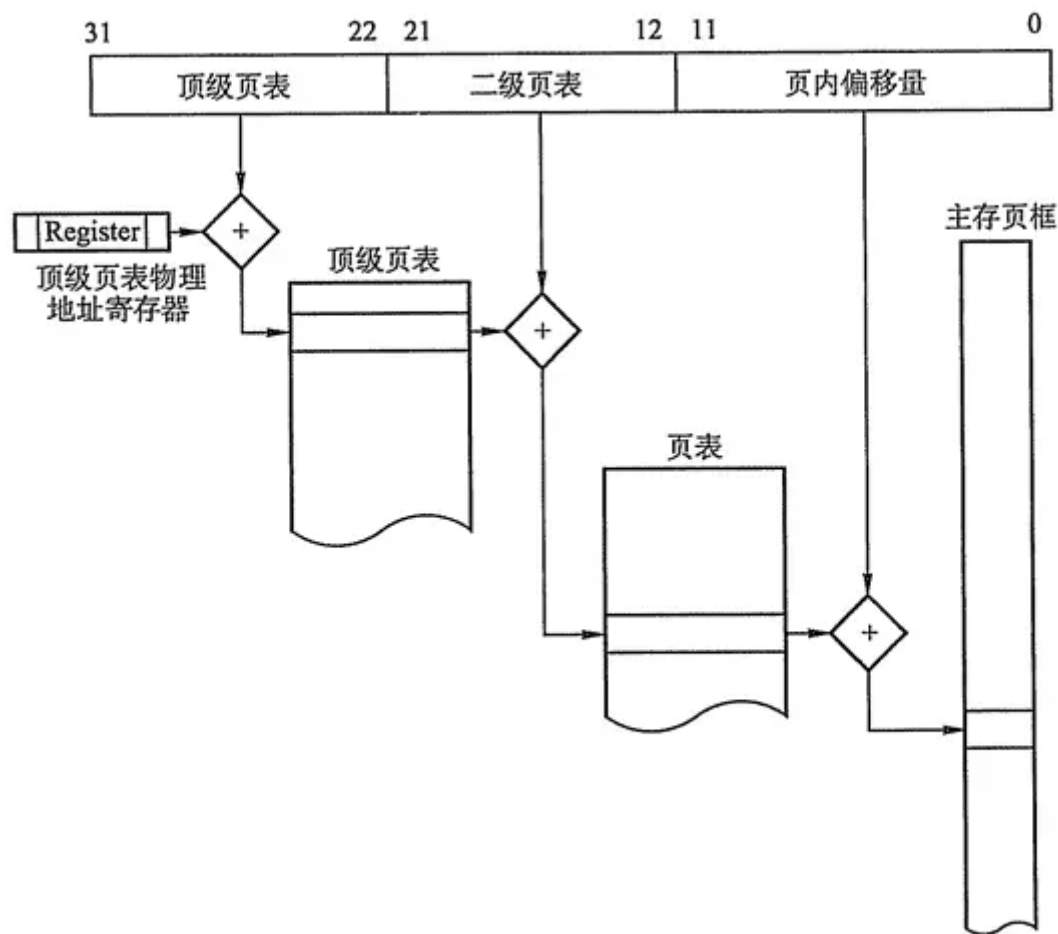 31 22 21 12 11 0
顶级页表 二级页表 页内偏移量
+
Register
顶级页表物理
地址寄存器
顶级页表
+
主存页框
页表
+